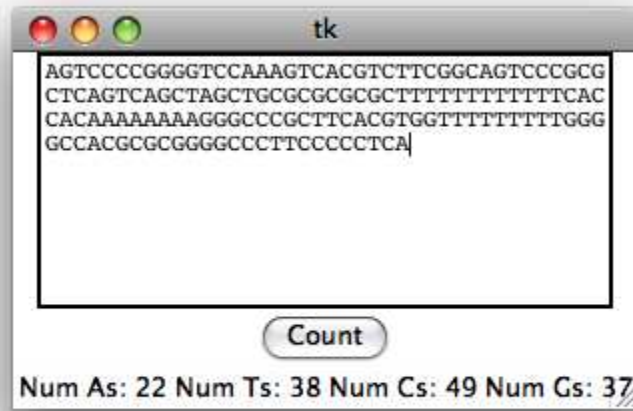 tk
AGTCCCCGGGGTCCAAAGTCACGTCTTCGGCAGTCCCGCG
CTCAGTCAGCTAGCTGCGCGCGCGCTTTTTTTTTTTTCAC
CACAAAAAAAAGGGCCCGCTTCACGTGGTTTTTTTTTGGG
GCCACGCGCGGGGCCCTTCCCCCTCA
Count
Num As: 22 Num Ts: 38 Num Cs: 49 Num Gs: 37